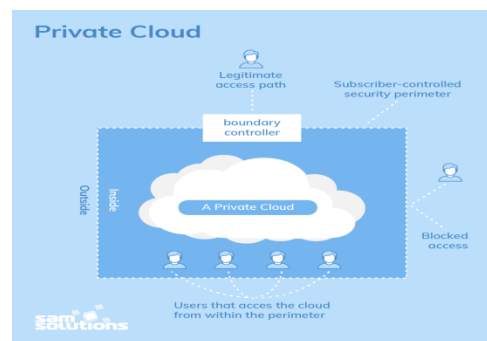 Private Cloud
Legitimate
access path
Subscriber-controlled
security perimeter
boundary
controller
Outside
Inside
A Private Cloud
Blocked
access
Users that acces the cloud
from within the perimeter
sam
solutions